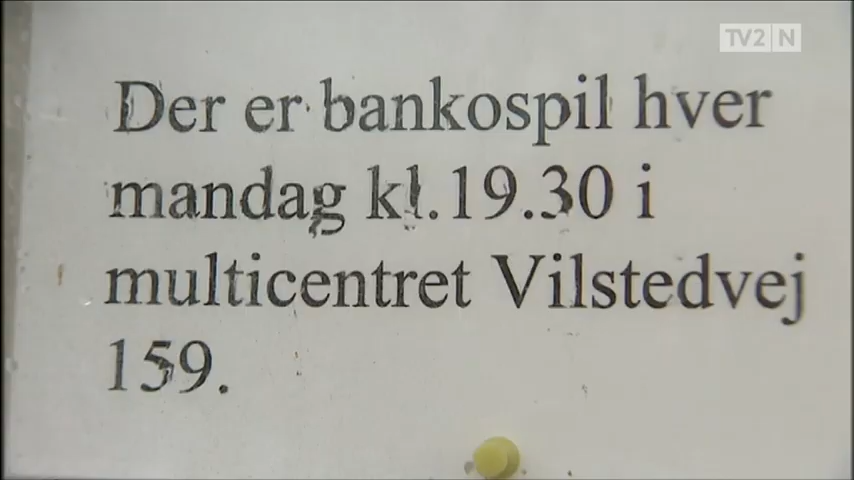 TV2|N
Der er bankospil hver
mandag kl.19.30 i
multicentret Vilstedvej
159.